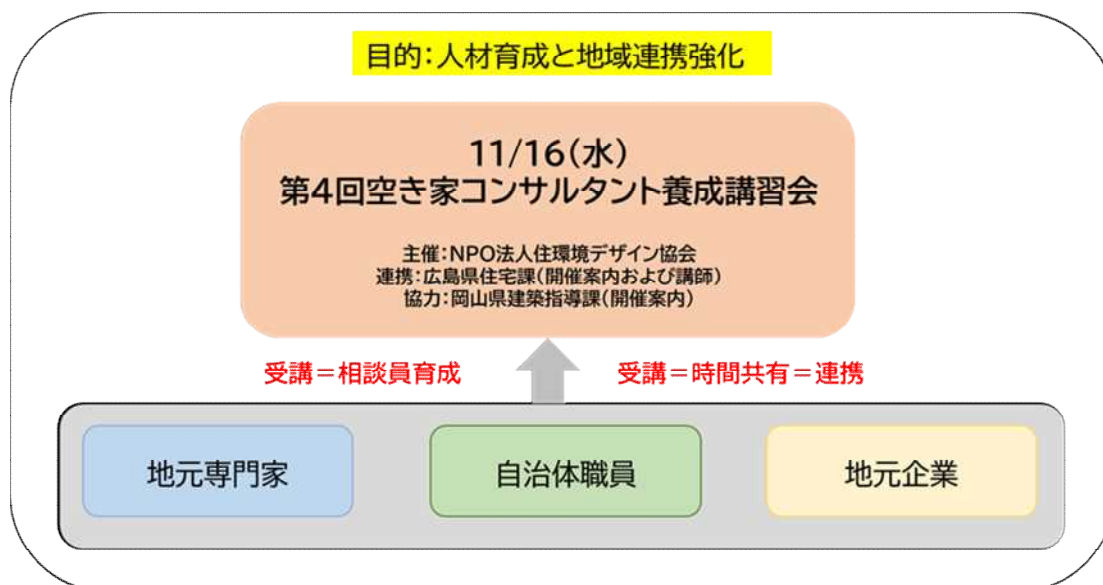 目的:人材育成と地域連携強化
11/16(水)
第4回空き家コンサルタント養成講習会
主催:NPO法人住環境デザイン協会
連携:広島県住宅課(開催案内および講師)
協力:岡山県建築指導課(開催案内)
受講=相談員育成
受講=時間共有=連携
地元専門家
自治体職員
地元企業